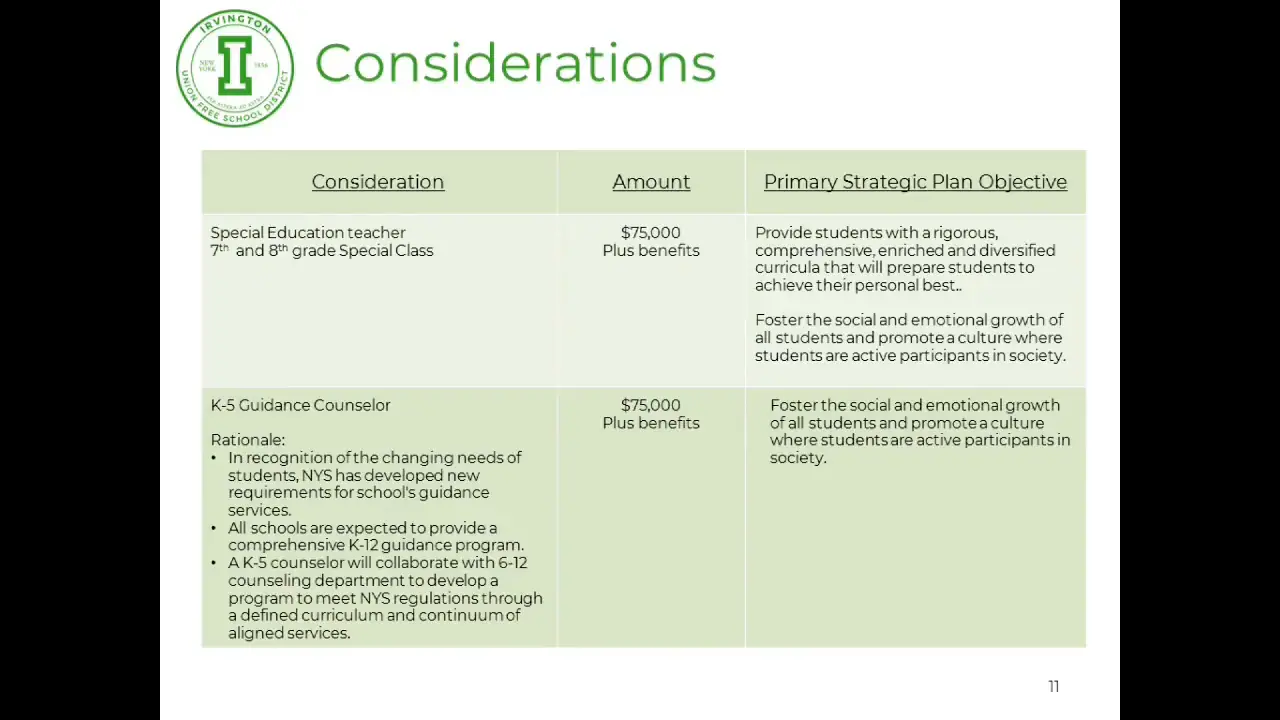 IRVINGTON
NEW YORK
1956
UNION FREE SCHOOL DISTRICT
I
Considerations
Consideration
Amount
Primary Strategic Plan Objective
Special Education teacher
7th and 8th grade Special Class
$75,000
Plus benefits
Provide students with a rigorous,
comprehensive, enriched and diversified
curricula that will prepare students to
achieve their personal best..
Foster the social and emotional growth of
all students and promote a culture where
students are active participants in society.
K-5 Guidance Counselor
Rationale:
• In recognition of the changing needs of
students, NYS has developed new
requirements for school's guidance
services.
• All schools are expected to provide a
comprehensive K-12 guidance program.
• A K-5 counselor will collaborate with 6-12
counseling department to develop a
program to meet NYS regulations through
a defined curriculum and continuum of
aligned services.
$75,000
Plus benefits
Foster the social and emotional growth
of all students and promote a culture
where students are active participants in
society.
11